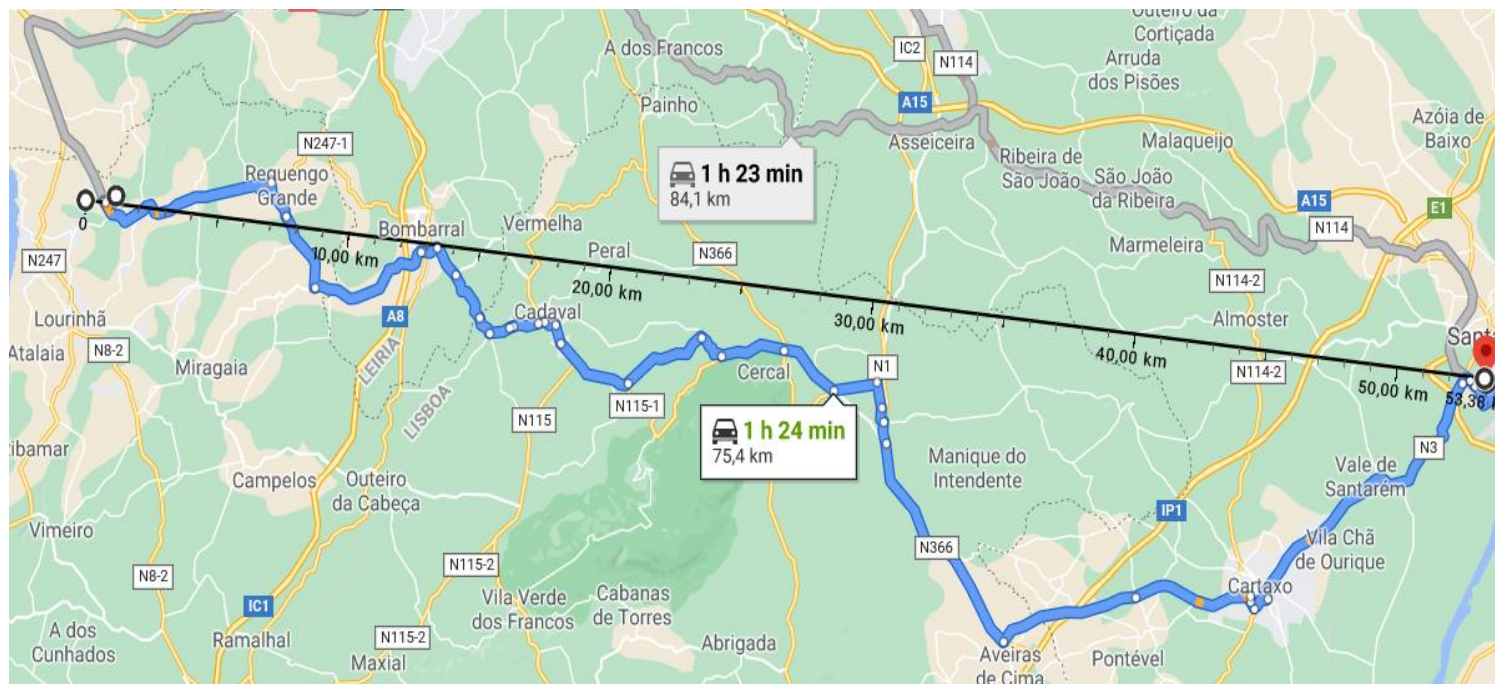 Outeiro da
Cortiçada
A dos Francos
IC2
N114
Arruda
dos Pisões
Painho
A15
Azóia de
Baixo
Asseiceira
Malaqueijo
N247-1
Requengo
Grande
1 h 23 min
84,1 km
Ribeira de
São João
São João
da Ribeira
A15
E1
0
Bombarral
Vermelha
N114
Marmeleira
N247
10,00 km
Peral
N366
N114-2
20,00 km
Lourinhã
A8
Cadaval
30,00 km
Almoster
Atalaia
N8-2
40,00 km
Miragaia
LEIRIA
LISBOA
Cercal
N1
N114-2
50,00 km
N115-1
N115
1 h 24 min
75,4 km
N3
Manique do
Intendente
Vale de
Santarém
Campelos
Outeiro
da Cabeça
IP1
Vimeiro
N366
Vila Chã
de Ourique
N8-2
N115-2
Cartaxo
IC1
Vila Verde
dos Francos
Cabanas
de Torres
A dos
Cunhados
Ramalhal
N115-2
Maxial
Abrigada
Aveiras
de Cima
Pontével